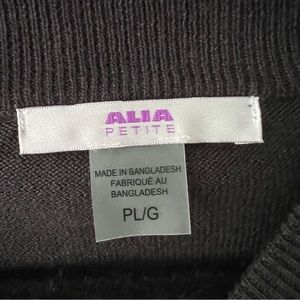 ALIA
PETITE
MADE IN BANGLADESH
FABRIQUÉ AU
BANGLADESH
PL/G